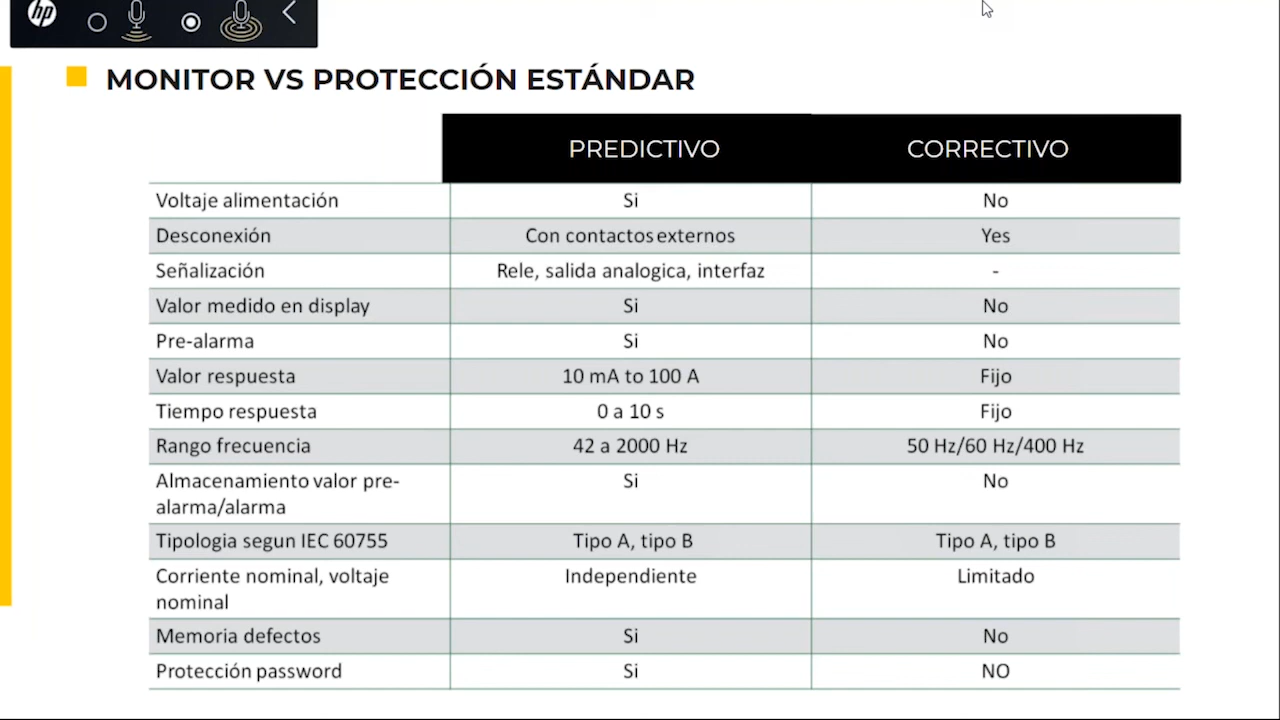 hp
MONITOR VS PROTECCIÓN ESTÁNDAR
PREDICTIVO CORRECTIVO
Voltaje alimentación Si No
Desconexión Con contactos externos Yes
Señalización Rele, salida analogica, interfaz -
Valor medido en display Si No
Pre-alarma Si No
Valor respuesta 10 mA to 100 A Fijo
Tiempo respuesta 0 a 10 s Fijo
Rango frecuencia 42 a 2000 Hz 50 Hz/60 Hz/400 Hz
Almacenamiento valor pre- Si No
alarma/alarma
Tipologia segun IEC 60755 Tipo A, tipo B Tipo A, tipo B
Corriente nominal, voltaje Independiente Limitado
nominal
Memoria defectos Si No
Protección password Si NO